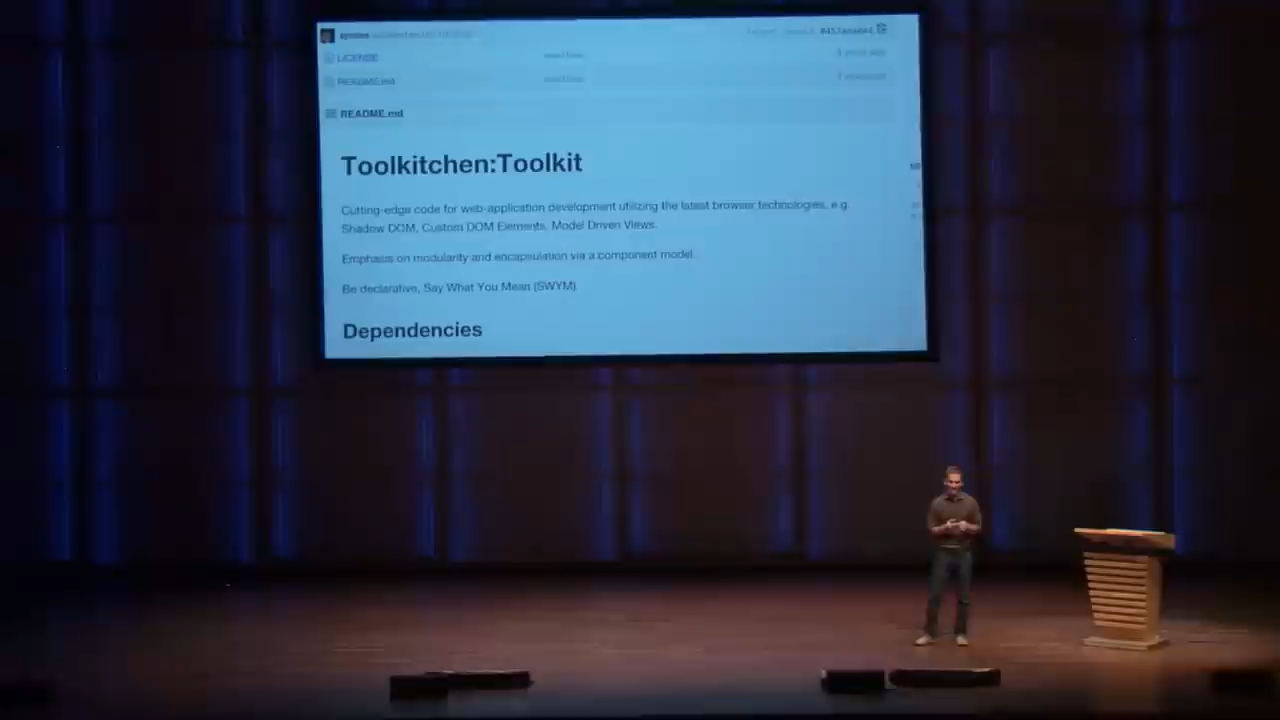 LICENSE
README.md
README.md
Toolkitchen:Toolkit
Cutting-edge code for web-application development utilizing the latest browser technologies, e.g.
Shadow DOM, Custom DOM Elements, Model Driven Views.
Emphasis on modularity and encapsulation via a component model.
Be declarative, Say What You Mean (SWYM)
Dependencies